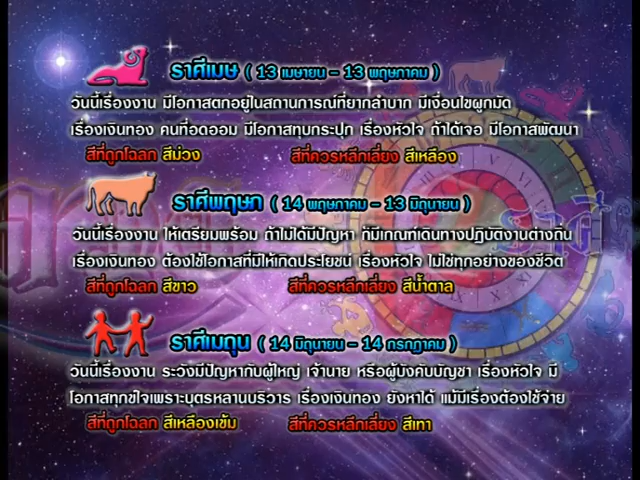 ราศีเมษ ( 13 เมษายน - 13 พฤษภาคม )
วันนี้เรื่องงาน มีโอกาสตกอยู่ในสถานการณ์ที่ยากลำบาก มีเงื่อนไขผูกมัด
เรื่องเงินทอง คนที่อดออม มีโอกาสทุบกระปุก เรื่องหัวใจ ถ้าได้เจอ มีโอกาสพัฒนา
สีที่ถูกโฉลก สีม่วง สีที่ควรหลีกเลี่ยง สีเหลือง
ราศีพฤษภ ( 14 พฤษภาคม - 13 มิถุนายน )
วันนี้เรื่องงาน ให้เตรียมพร้อม ถ้าไม่ได้มีปัญหา ก็มีเกณฑ์เดินทางปฏิบัติงานต่างถิ่น
เรื่องเงินทอง ต้องใช้โอกาสที่มีให้เกิดประโยชน์ เรื่องหัวใจ ไม่ใช่ทุกอย่างของชีวิต
สีที่ถูกโฉลก สีขาว สีที่ควรหลีกเลี่ยง สีน้ำตาล
ราศีเมถุน ( 14 มิถุนายน - 14 กรกฎาคม )
วันนี้เรื่องงาน ระวังมีปัญหากับผู้ใหญ่ เจ้านาย หรือผู้บังคับบัญชา เรื่องหัวใจ มี
โอกาสทุกข์ใจเพราะบุตรหลานบริวาร เรื่องเงินทอง ยังหาได้ แม้มีเรื่องต้องใช้จ่าย
สีที่ถูกโฉลก สีเหลืองเข้ม สีที่ควรหลีกเลี่ยง สีเทา